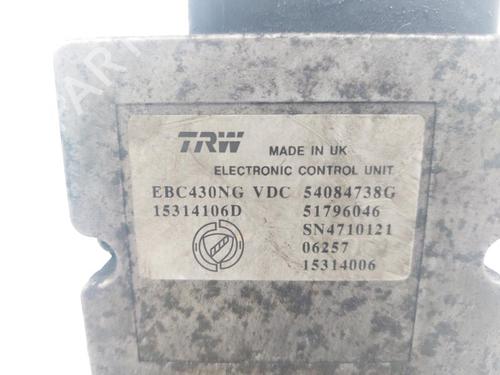 TRW MADE IN UK
ELECTRONIC CONTROL UNIT
EBC430NG VDC 54084738G
15314106D 51796046
SN4710121
06257
15314006